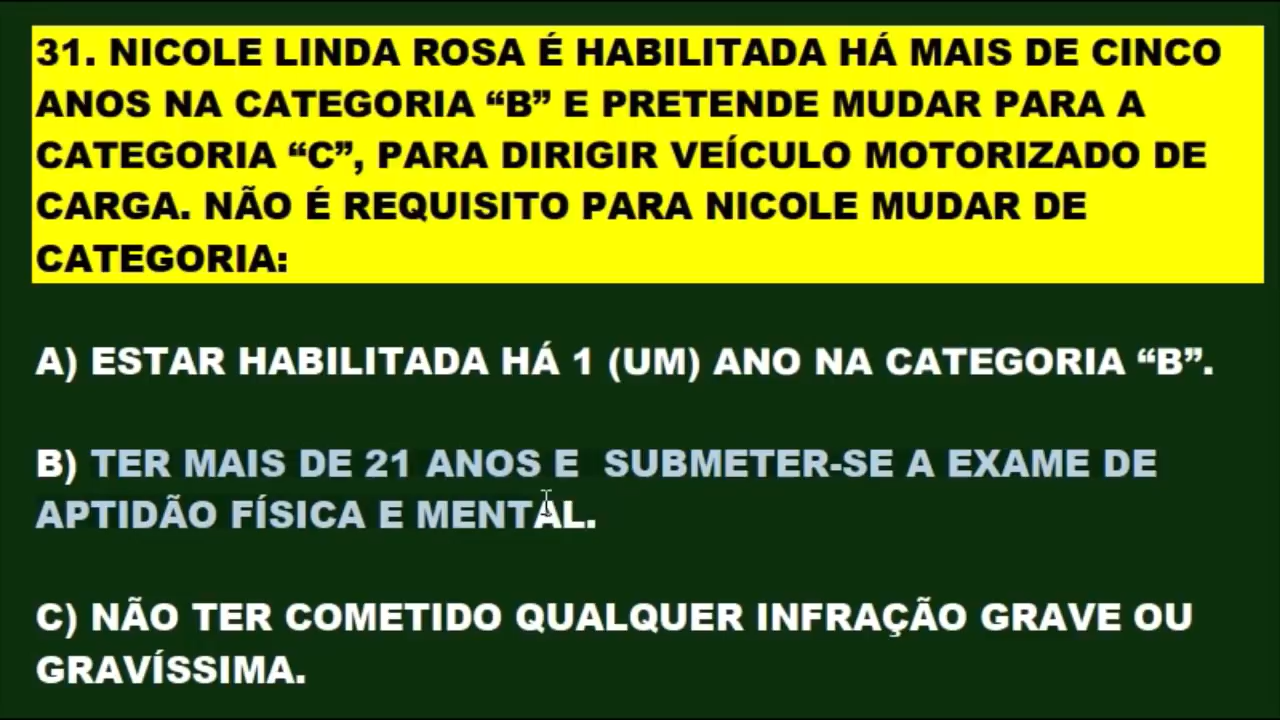 31. NICOLE LINDA ROSA É HABILITADA HÁ MAIS DE CINCO
ANOS NA CATEGORIA “B” E PRETENDE MUDAR PARA A
CATEGORIA “C”, PARA DIRIGIR VEÍCULO MOTORIZADO DE
CARGA. NÃO É REQUISITO PARA NICOLE MUDAR DE
CATEGORIA:
A) ESTAR HABILITADA HÁ 1 (UM) ANO NA CATEGORIA “B”.
B) TER MAIS DE 21 ANOS E  SUBMETER-SE A EXAME DE
APTIDÃO FÍSICA E MENTAL.
C) NÃO TER COMETIDO QUALQUER INFRAÇÃO GRAVE OU
GRAVÍSSIMA.